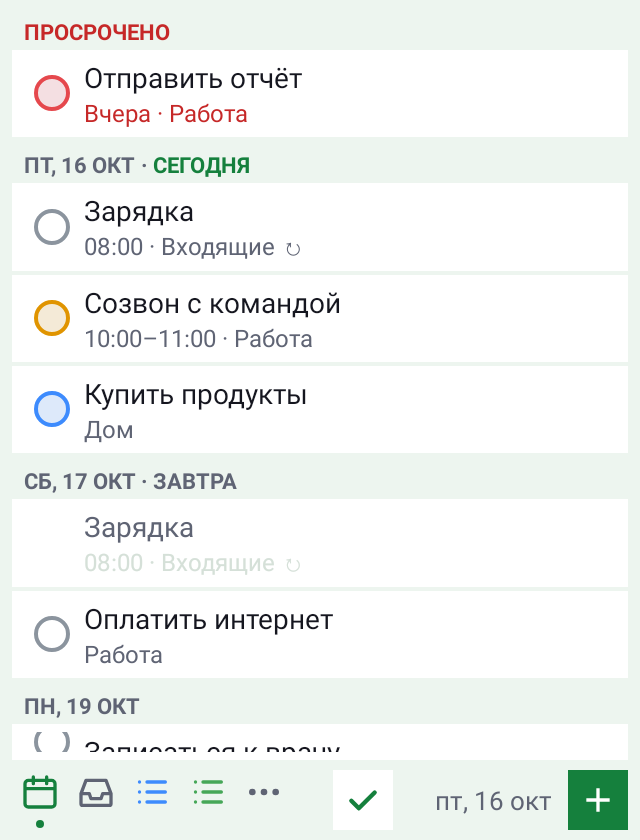 ПРОСРОЧЕНО
Отправить отчёт
Вчера · Работа
ПТ, 16 ОКТ · СЕГОДНЯ
Зарядка
08:00 · Входящие
Созвон с командой
10:00–11:00 · Работа
Купить продукты
Дом
СБ, 17 ОКТ · ЗАВТРА
Зарядка
08:00 · Входящие
Оплатить интернет
Работа
ПН, 19 ОКТ
Записаться к врачу
пт, 16 окт